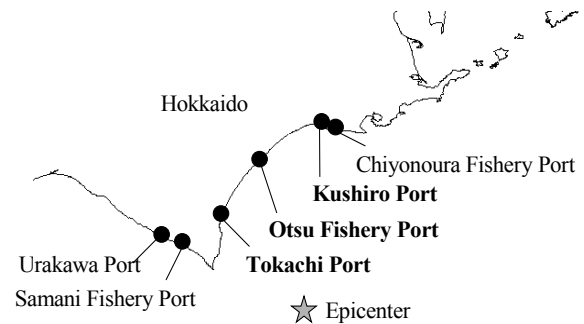 Hokkaido
Chiyonoura Fishery Port
Kushiro Port
Otsu Fishery Port
Urakawa Port
Tokachi Port
Samani Fishery Port
Epicenter